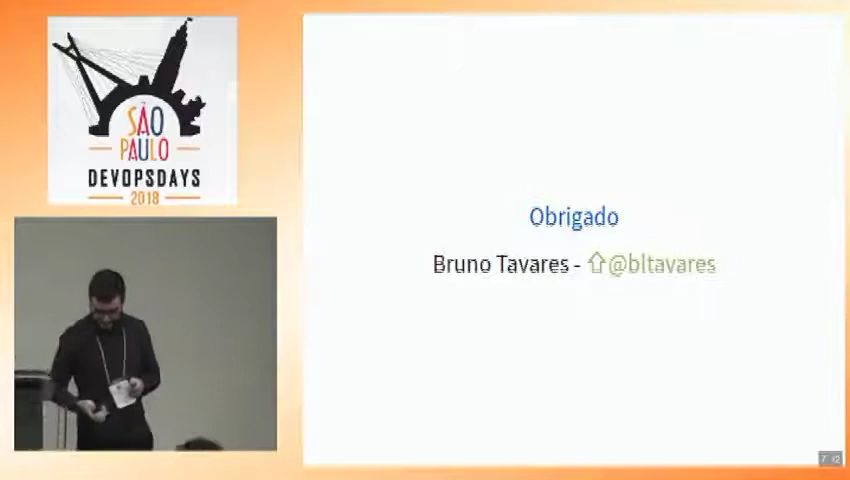 SÃO
PAULO
DEVOPSDAYS
2018
Obrigado
Bruno Tavares - ⇧@bltavares